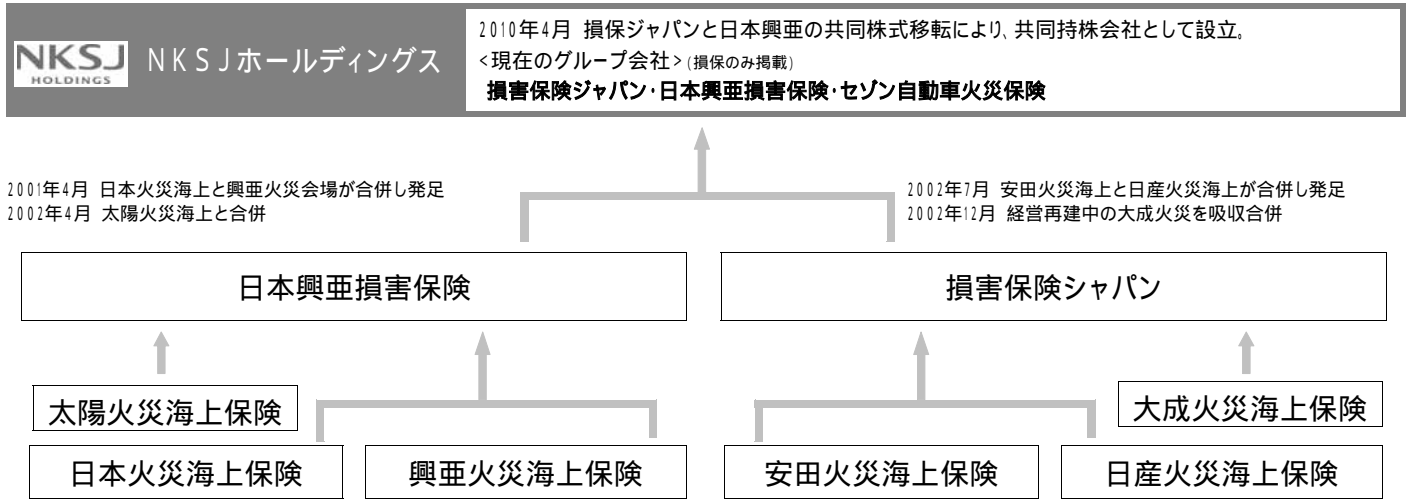 NKSJ
HOLDINGS
NKSJホールディングス
2010年4月 損保ジャパンと日本興亜の共同株式移転により、共同持株会社として設立。
<現在のグループ会社>(損保のみ掲載)
損害保険ジャパン・日本興亜損害保険・セゾン自動車火災保険
2001年4月 日本火災海上と興亜火災会場が合併し発足
2002年4月 太陽火災海上と合併
2002年7月 安田火災海上と日産火災海上が合併し発足
2002年12月 経営再建中の大成火災を吸収合併
日本興亜損害保険
損害保険シャパン
太陽火災海上保険
大成火災海上保険
日本火災海上保険
興亜火災海上保険
安田火災海上保険
日産火災海上保険